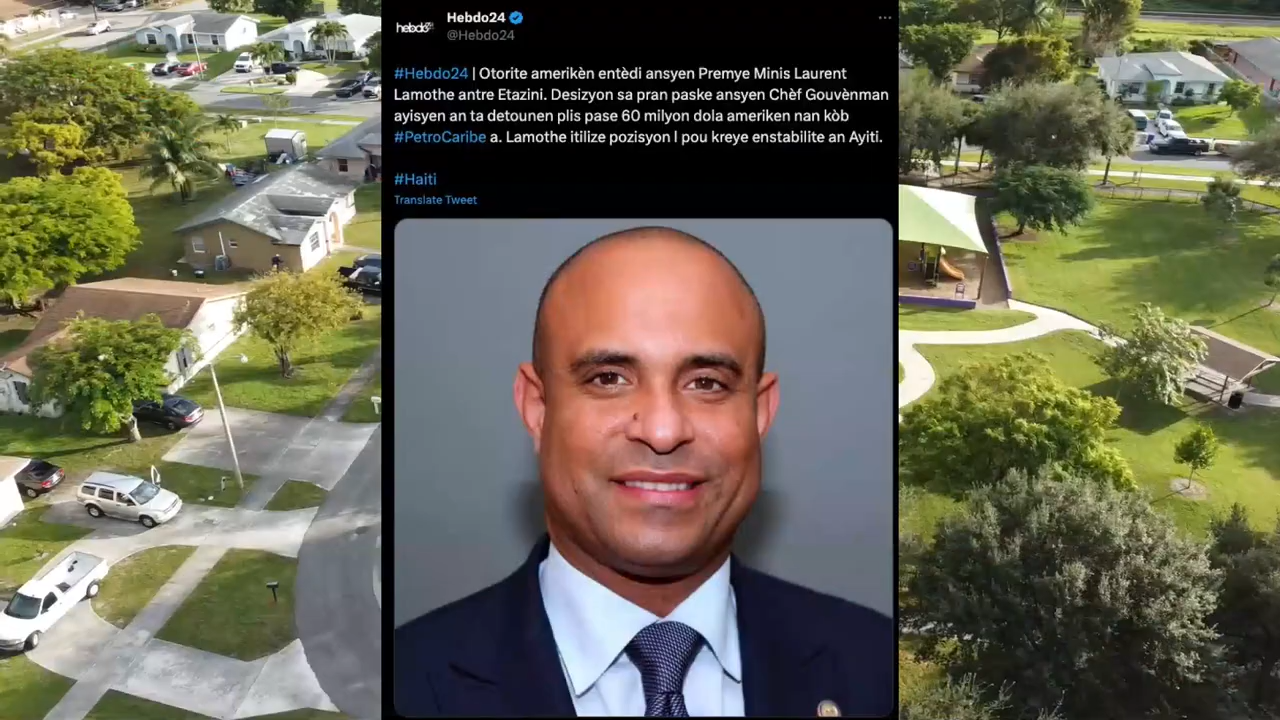 hebdo24
Hebdo24
@Hebdo24
#Hebdo24 | Otorite amerikèn entèdi ansyen Premye Minis Laurent
Lamothe antre Etazini. Desizyon sa pran paske ansyen Chèf Gouvènman
ayisyen an ta detounen plis pase 60 milyon dola ameriken nan kòb
#PetroCaribe a. Lamothe itilize pozisyon l pou kreye enstabilite an Ayiti.
#Haiti
Translate Tweet